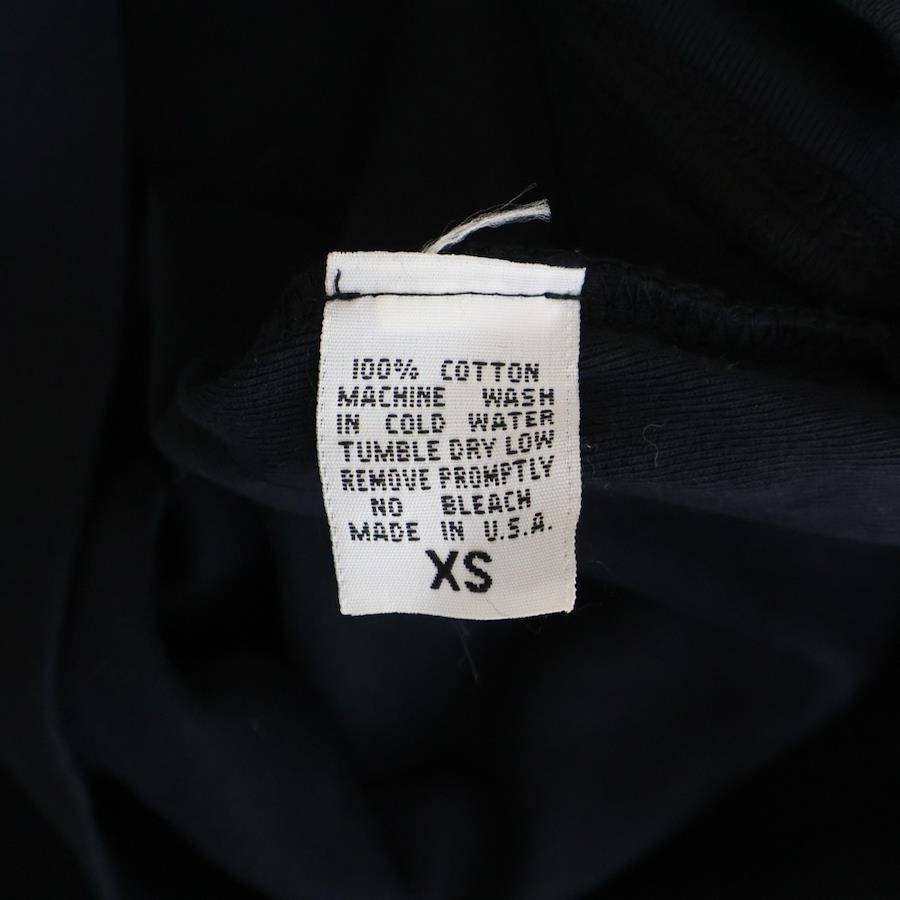 100% COTTON
MACHINE WASH
IN COLD WATER
TUMBLE DRY LOW
REMOVE PROMPTLY
NO BLEACH
MADE IN U.S.A.
XS